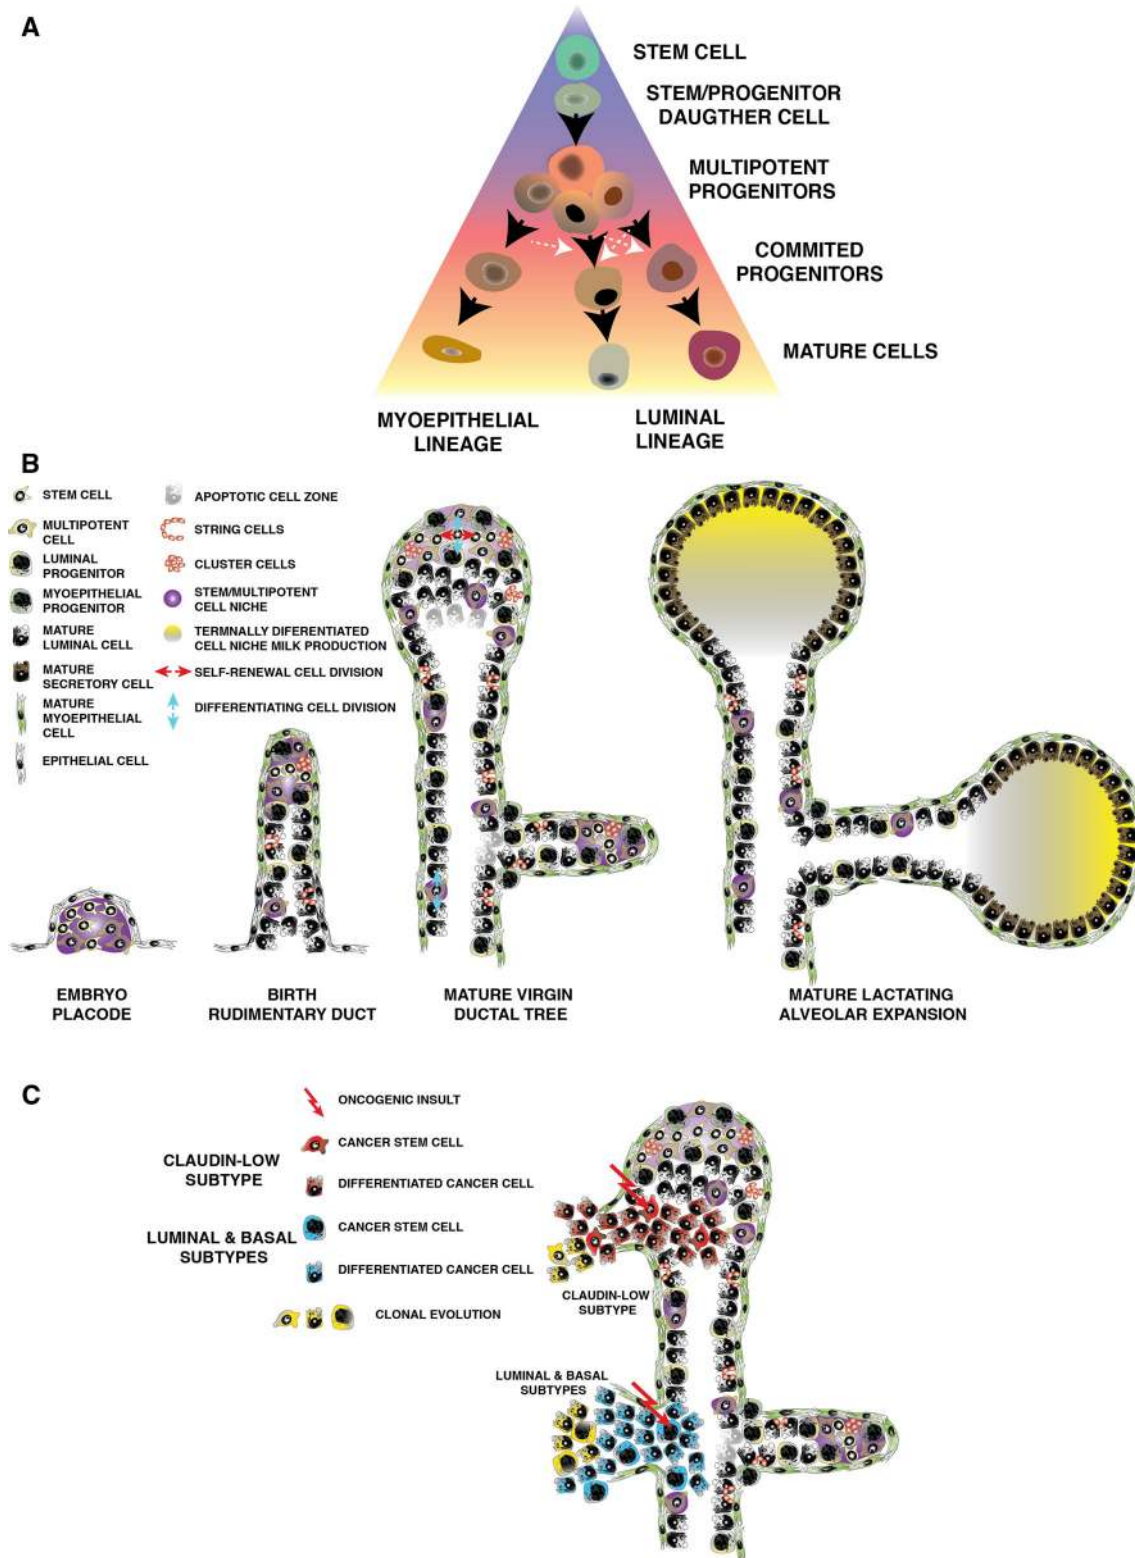 A
STEM CELL
STEM/PROGENITOR
DAUGTHER CELL
MULTIPOTENT
PROGENITORS
COMMITED
PROGENITORS
MATURE CELLS
MYOEPITHELIAL
LINEAGE
LUMINAL
LINEAGE
B
STEM CELL
MULTIPOTENT
CELL
LUMINAL
PROGENITOR
MYOEPITHELIAL
PROGENITOR
MATURE
LUMINAL CELL
MATURE
SECRETORY CELL
MATURE
MYOEPITHELIAL
CELL
EPITHELIAL CELL
APOPTOTIC CELL ZONE
STRING CELLS
CLUSTER CELLS
STEM/MULTIPOTENT
CELL NICHE
TERMNALLY DIFERENTIATED
CELL NICHE MILK PRODUCTION
SELF-RENEWAL CELL DIVISION
DIFFERENTIATING CELL DIVISION
EMBRYO
PLACODE
BIRTH
RUDIMENTARY DUCT
MATURE VIRGIN
DUCTAL TREE
MATURE LACTATING
ALVEOLAR EXPANSION
C
ONCOGENIC INSULT
CLAUDIN-LOW
SUBTYPE
CANCER STEM CELL
DIFFERENTIATED CANCER CELL
LUMINAL & BASAL
SUBTYPES
CANCER STEM CELL
DIFFERENTIATED CANCER CELL
CLONAL EVOLUTION
CLAUDIN-LOW
SUBTYPE
LUMINAL & BASAL
SUBTYPES